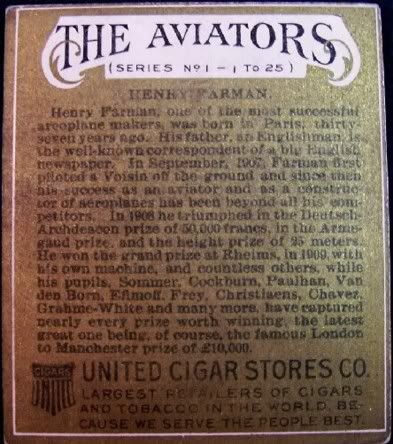 THE AVIATORS
(SERIES No 1 - 1 TO 25)
HENRY FARMAN.
Henry Farman, one of the most successful
aeroplane makers, was born in Paris, thirty-
seven years ago. His father, an Englishman, is
the well-known correspondent of a big English
newspaper. In September, 1907, Farman first
piloted a Voisin off the ground and since then
his success as an aviator and as a construc-
or of aeroplanes has been beyond all his com-
petitors. In 1908 he triumphed in the Deutsch-
Archdeacon prize of 50,000 francs, in the Arme-
gaud prize, and the height prize of 25 meters.
He won the grand prize at Rheims, in 1909, with
his own machine, and countless others, while
his pupils, Sommer, Cockburn, Paulhan, Van
den Born, Efimoff, Frey, Christiaens, Chavez,
Grahme-White and many more, have captured
nearly every prize worth winning, the latest
great one being, of course, the famous London
to Manchester prize of £10,000.
CIGARS
UNITED CIGAR STORES CO.
LARGEST RETAILERS OF CIGARS
AND TOBACCO IN THE WORLD, BE-
CAUSE WE SERVE THE PEOPLE BEST.